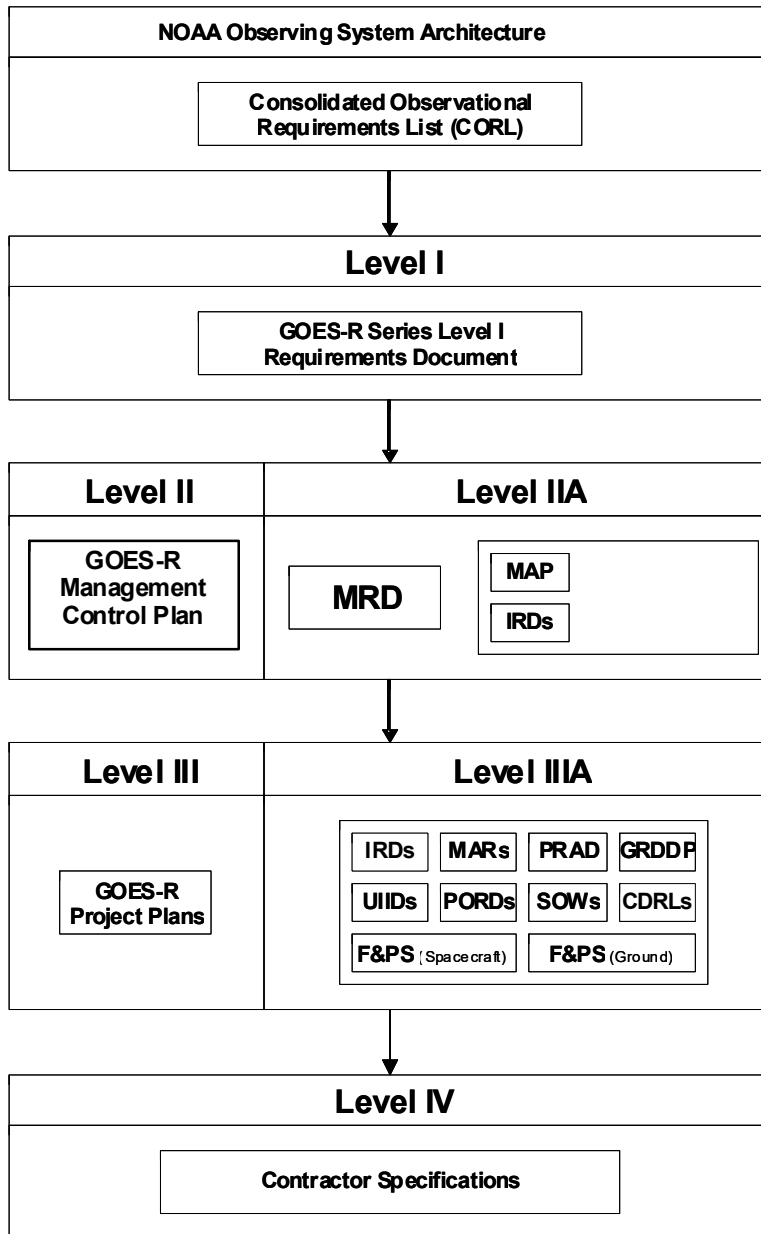 NOAA Observing System Architecture
Consolidated Observational
Requirements List (CORL)
Level I
GOES-R Series Level I
Requirements Document
Level II
Level IIA
GOES-R
Management
Control Plan
MRD
MAP
IRDs
Level III
Level IIIA
GOES-R
Project Plans
IRDs
MARs
PRAD
GRDDP
UIIDs
PORDs
SOWs
CDRLs
F&PS (Spacecraft)
F&PS (Ground)
Level IV
Contractor Specifications